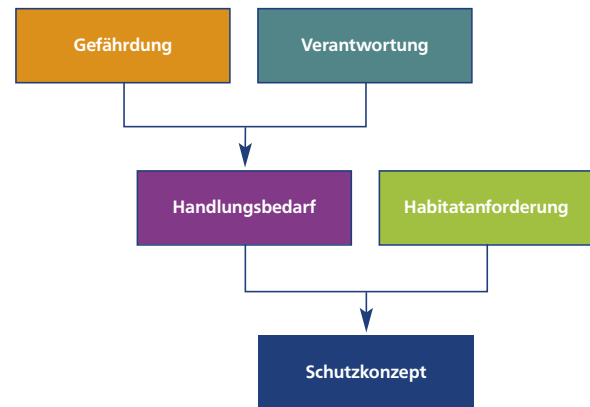 Gefährdung
Verantwortung
Handlungsbedarf
Habitatanforderung
Schutzkonzept